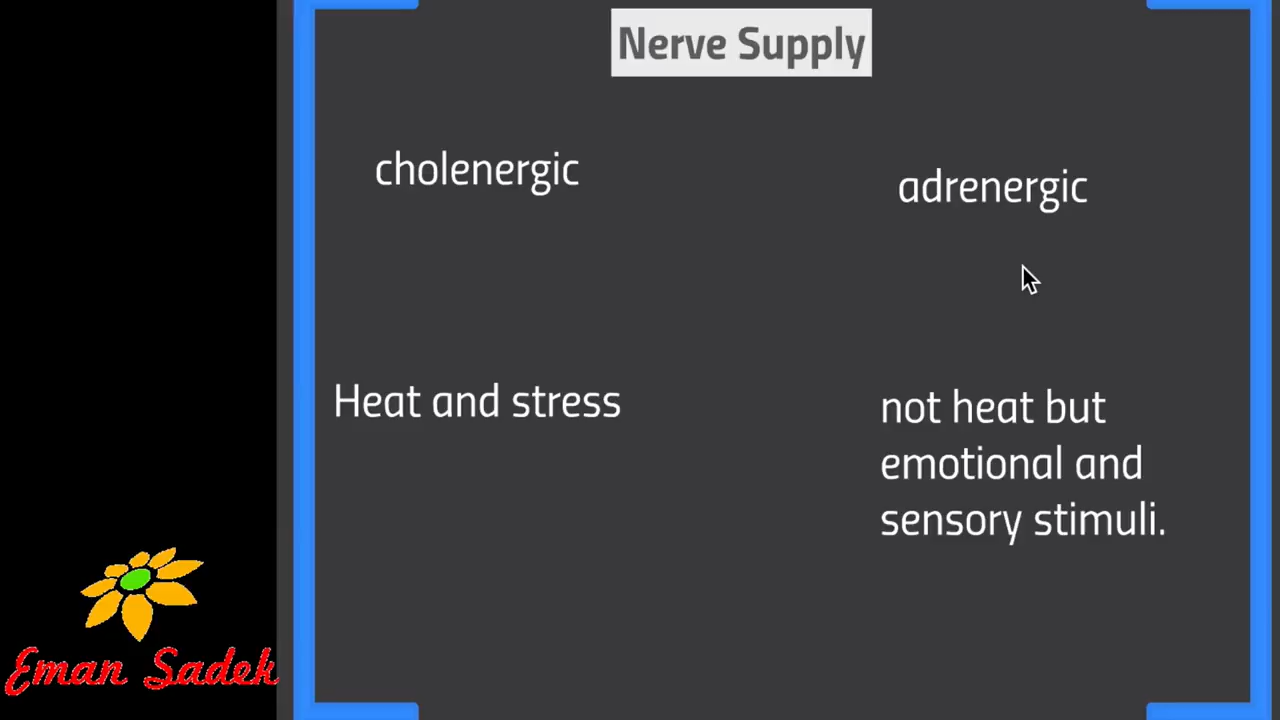 Nerve Supply
cholenergic
adrenergic
Heat and stress
not heat but
emotional and
sensory stimuli.
Eman Sadek